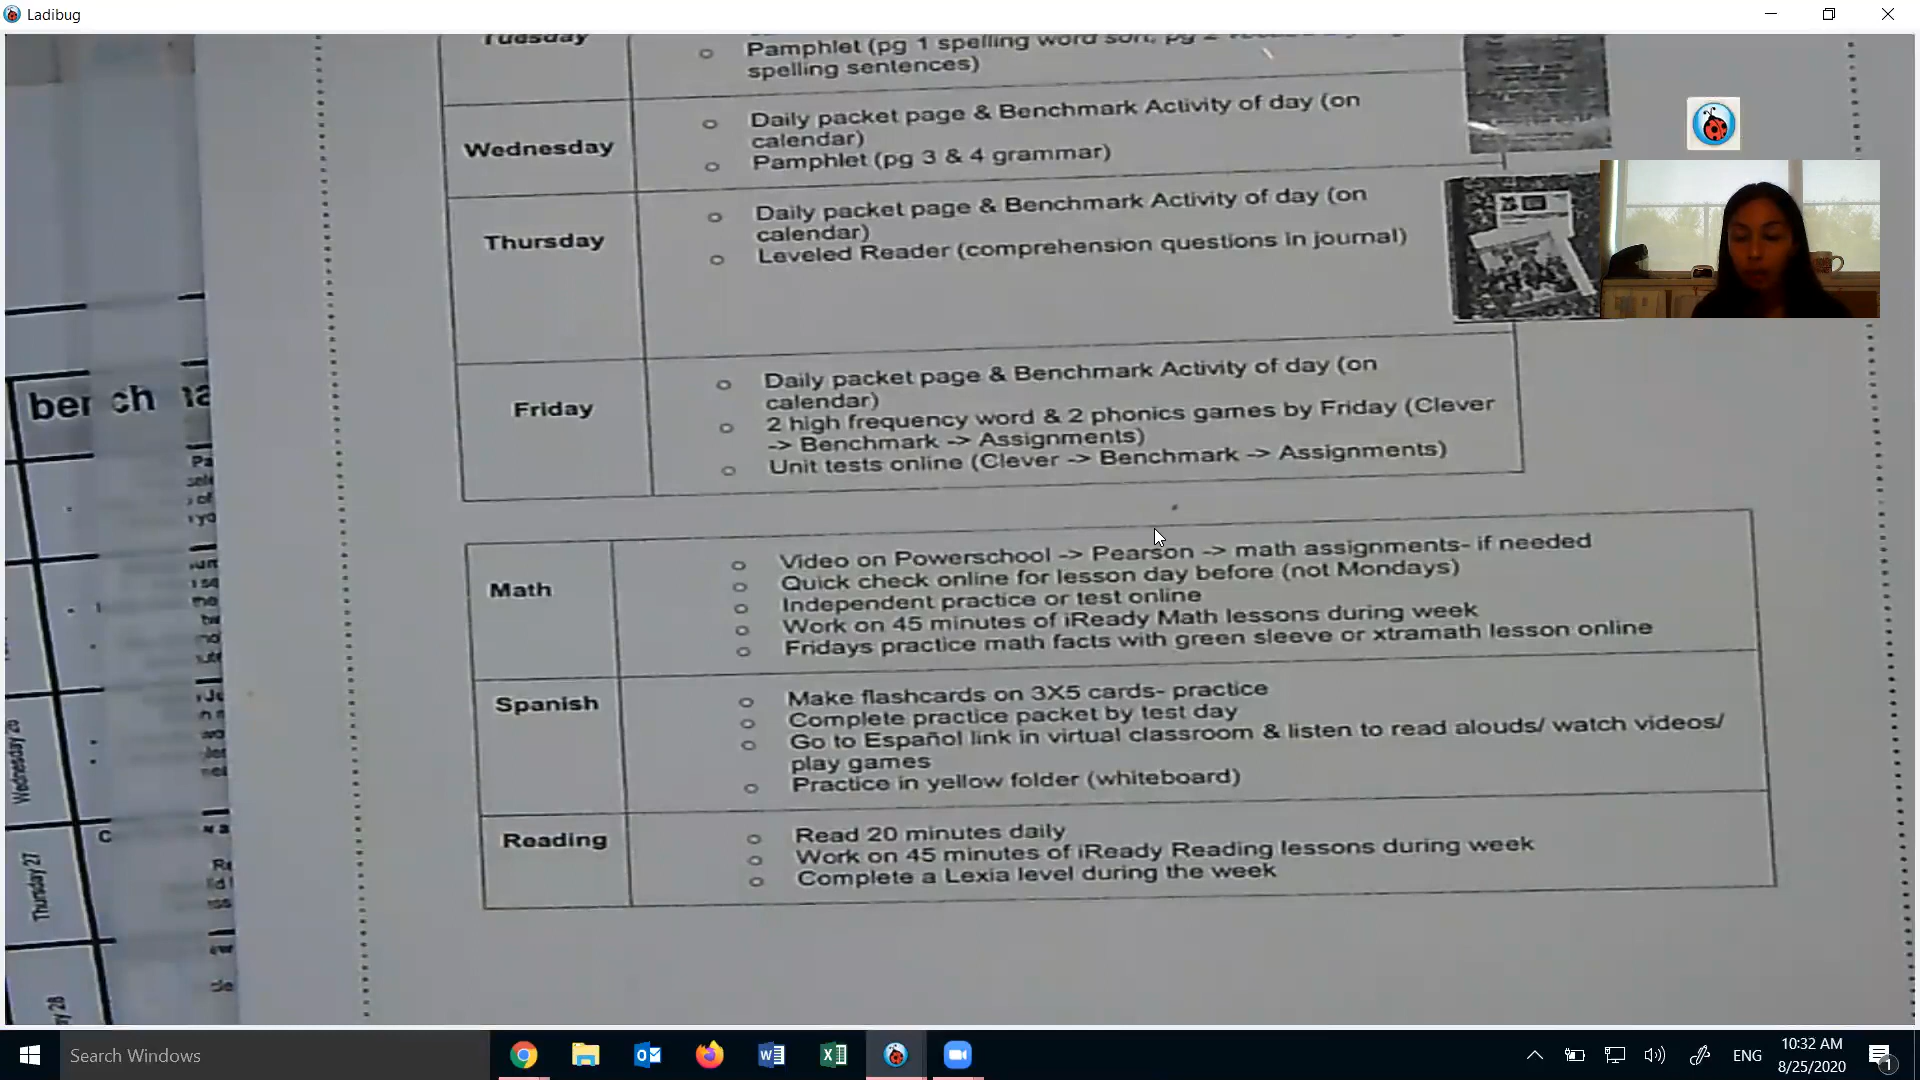 Ladibug
Tuesday
Pamphlet (pg 1 spelling word sort, pg 2
spelling sentences)
Wednesday
Daily packet page & Benchmark Activity of day (on
calendar)
Pamphlet (pg 3 & 4 grammar)
Thursday
Daily packet page & Benchmark Activity of day (on
calendar)
Leveled Reader (comprehension questions in journal)
Friday
Daily packet page & Benchmark Activity of day (on
calendar)
2 high frequency word & 2 phonics games by Friday (Clever
-> Benchmark -> Assignments)
Unit tests online (Clever -> Benchmark -> Assignments)
Math
Video on Powerschool -> Pearson -> math assignments- if needed
Quick check online for lesson day before (not Mondays)
Independent practice or test online
Work on 45 minutes of iReady Math lessons during week
Fridays practice math facts with green sleeve or xtramath lesson online
Spanish
Make flashcards on 3X5 cards- practice
Complete practice packet by test day
Go to Español link in virtual classroom & listen to read alouds/ watch videos/
play games
Practice in yellow folder (whiteboard)
Reading
Read 20 minutes daily
Work on 45 minutes of iReady Reading lessons during week
Complete a Lexia level during the week
Wednesday 26
Thursday 27
28
Search Windows
ENG
10:32 AM
8/25/2020
1